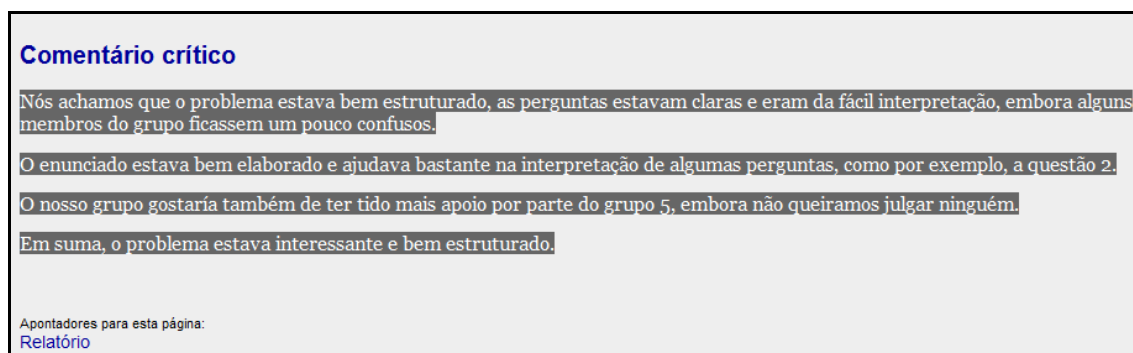 Comentário crítico
Nós achamos que o problema estava bem estruturado, as perguntas estavam claras e eram da fácil interpretação, embora alguns
membros do grupo ficassem um pouco confusos.
O enunciado estava bem elaborado e ajudava bastante na interpretação de algumas perguntas, como por exemplo, a questão 2.
O nosso grupo gostaría também de ter tido mais apoio por parte do grupo 5, embora não queiramos julgar ninguém.
Em suma, o problema estava interessante e bem estruturado.
Apontadores para esta página:
Relatório